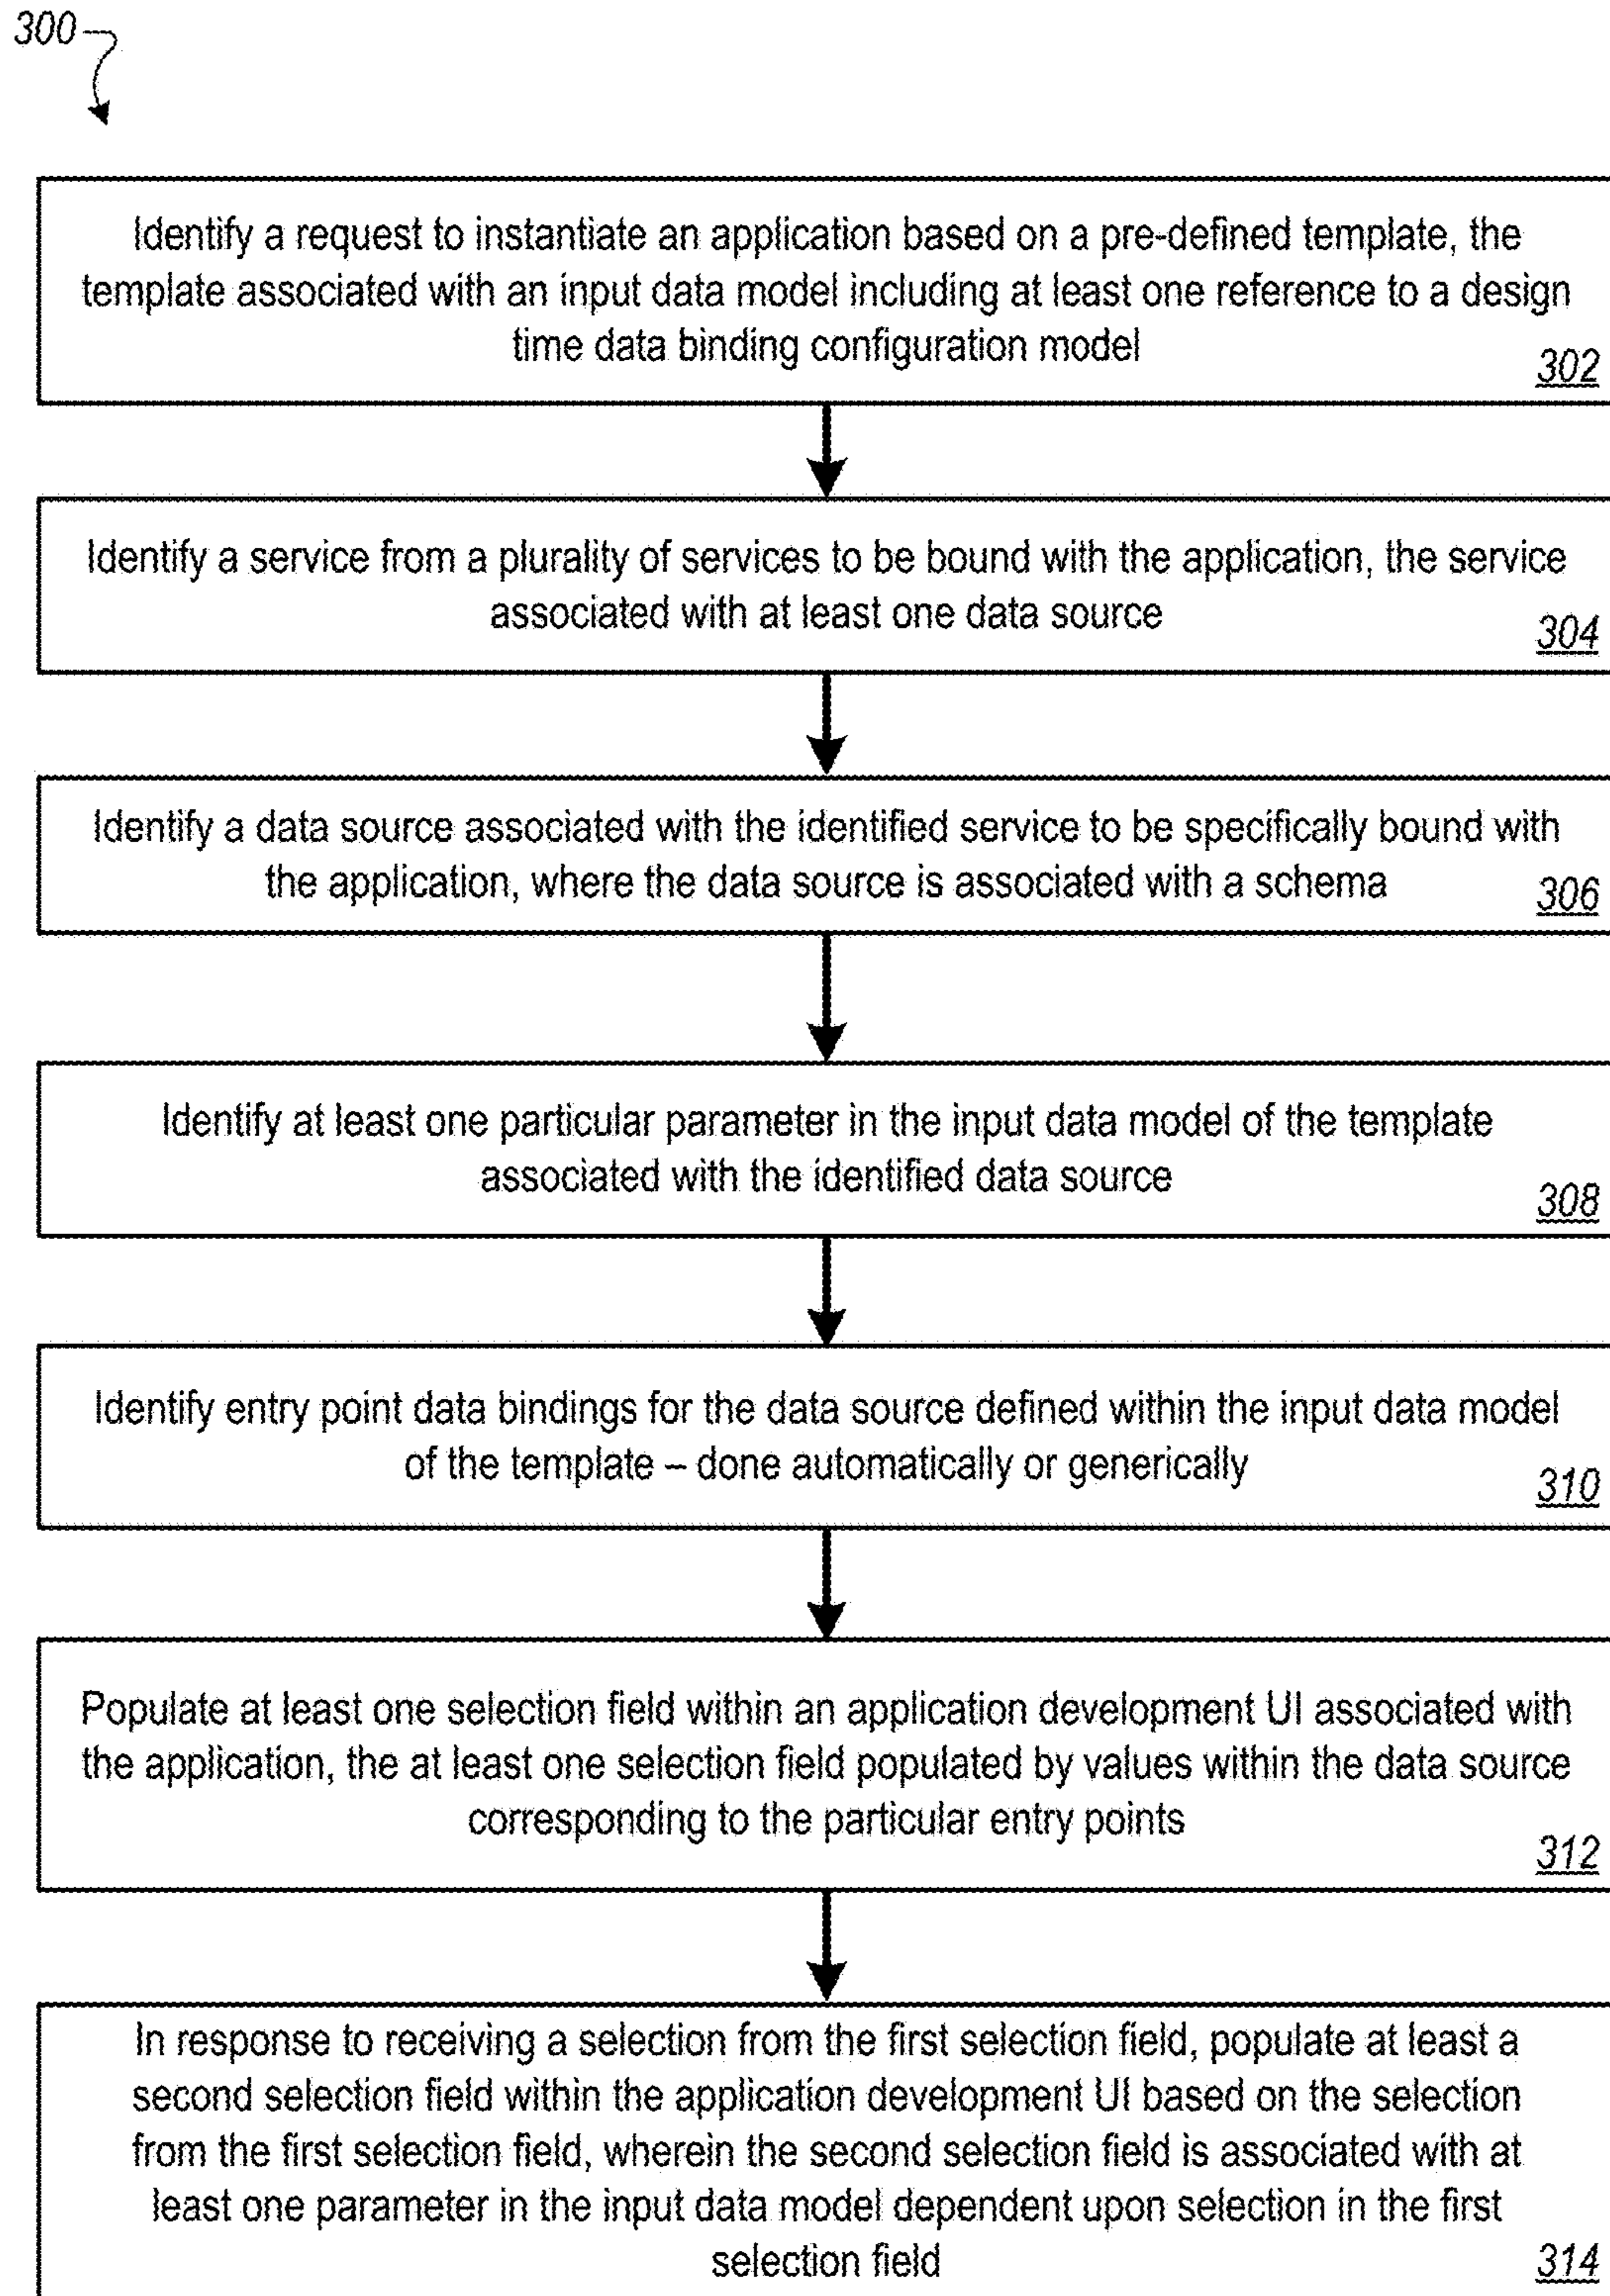 300
Identify a request to instantiate an application based on a pre-defined template, the
template associated with an input data model including at least one reference to a design
time data binding configuration model
302
Identify a service from a plurality of services to be bound with the application, the service
associated with at least one data source
304
Identify a data source associated with the identified service to be specifically bound with
the application, where the data source is associated with a schema
306
Identify at least one particular parameter in the input data model of the template
associated with the identified data source
308
Identify entry point data bindings for the data source defined within the input data model
of the template – done automatically or generically
310
Populate at least one selection field within an application development UI associated with
the application, the at least one selection field populated by values within the data source
corresponding to the particular entry points
312
In response to receiving a selection from the first selection field, populate at least a
second selection field within the application development UI based on the selection
from the first selection field, wherein the second selection field is associated with at
least one parameter in the input data model dependent upon selection in the first
selection field
314